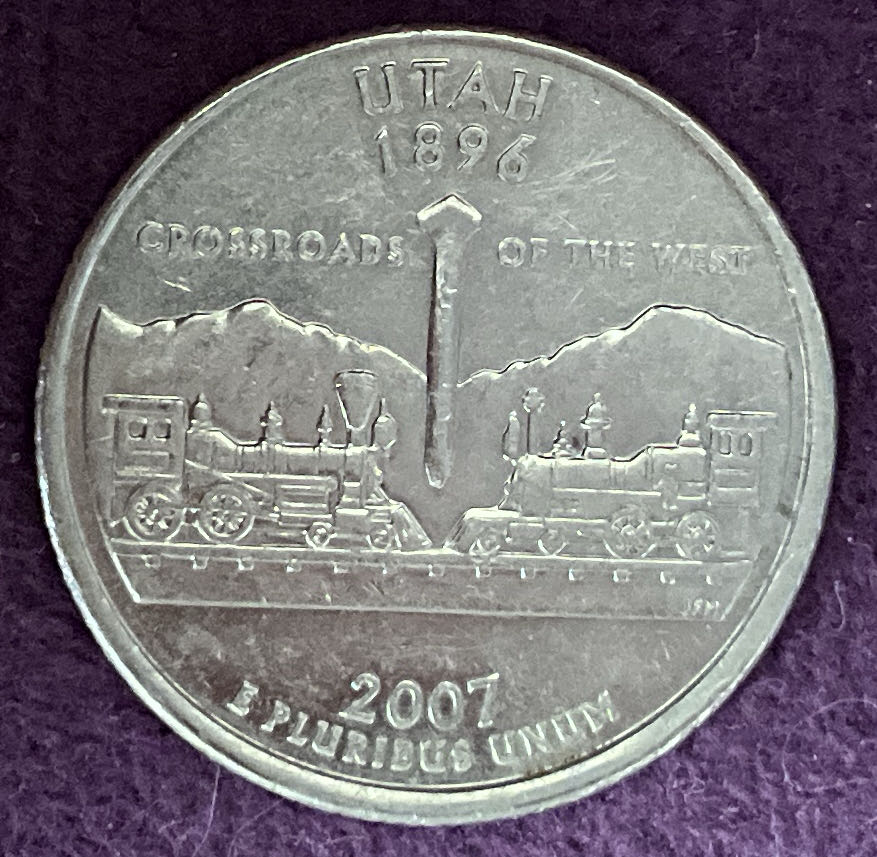 UTAH
1896
CROSSROADS OF THE WEST
2007
E PLURIBUS UNUM